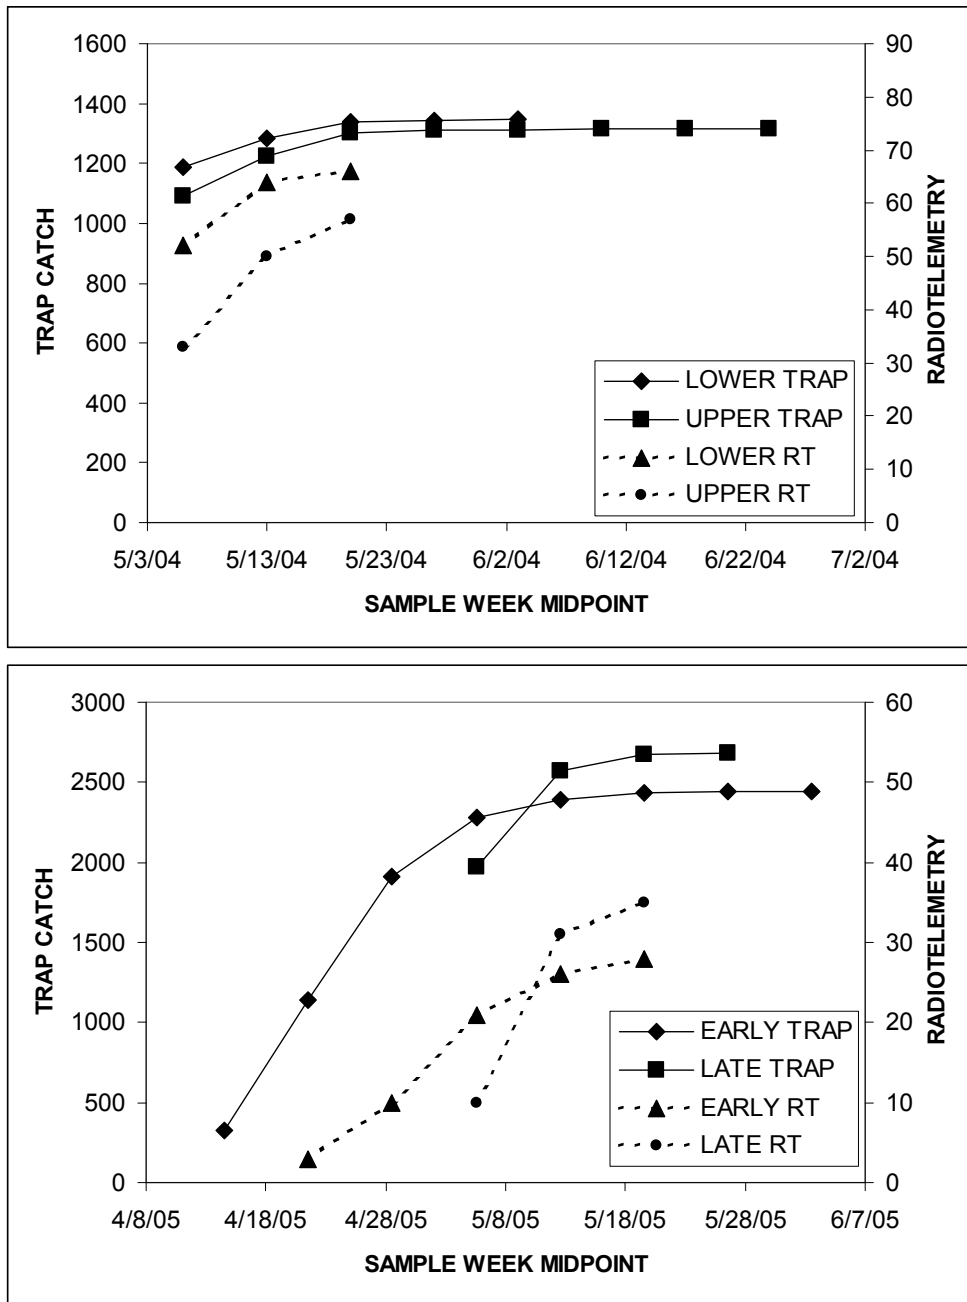 1600
1400
1200
1000
800
600
400
200
0
TRAP CATCH
90
80
70
60
50
40
30
20
10
0
RADIOTELEMETRY
LOWER TRAP
UPPER TRAP
LOWER RT
UPPER RT
5/3/04 5/13/04 5/23/04 6/2/04 6/12/04 6/22/04 7/2/04
SAMPLE WEEK MIDPOINT
3000
2500
2000
1500
1000
500
0
TRAP CATCH
60
50
40
30
20
10
0
RADIOTELEMETRY
EARLY TRAP
LATE TRAP
EARLY RT
LATE RT
4/8/05 4/18/05 4/28/05 5/8/05 5/18/05 5/28/05 6/7/05
SAMPLE WEEK MIDPOINT